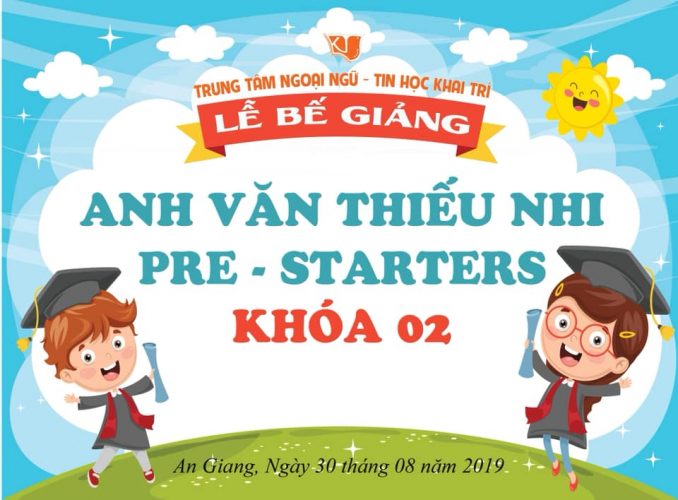 KT
TRUNG TÂM NGOẠI NGỮ - TIN HỌC KHAI TRÍ
LỄ BẾ GIẢNG
ANH VĂN THIẾU NHI
PRE - STARTERS
KHÓA 02
An Giang, Ngày 30 tháng 08 năm 2019